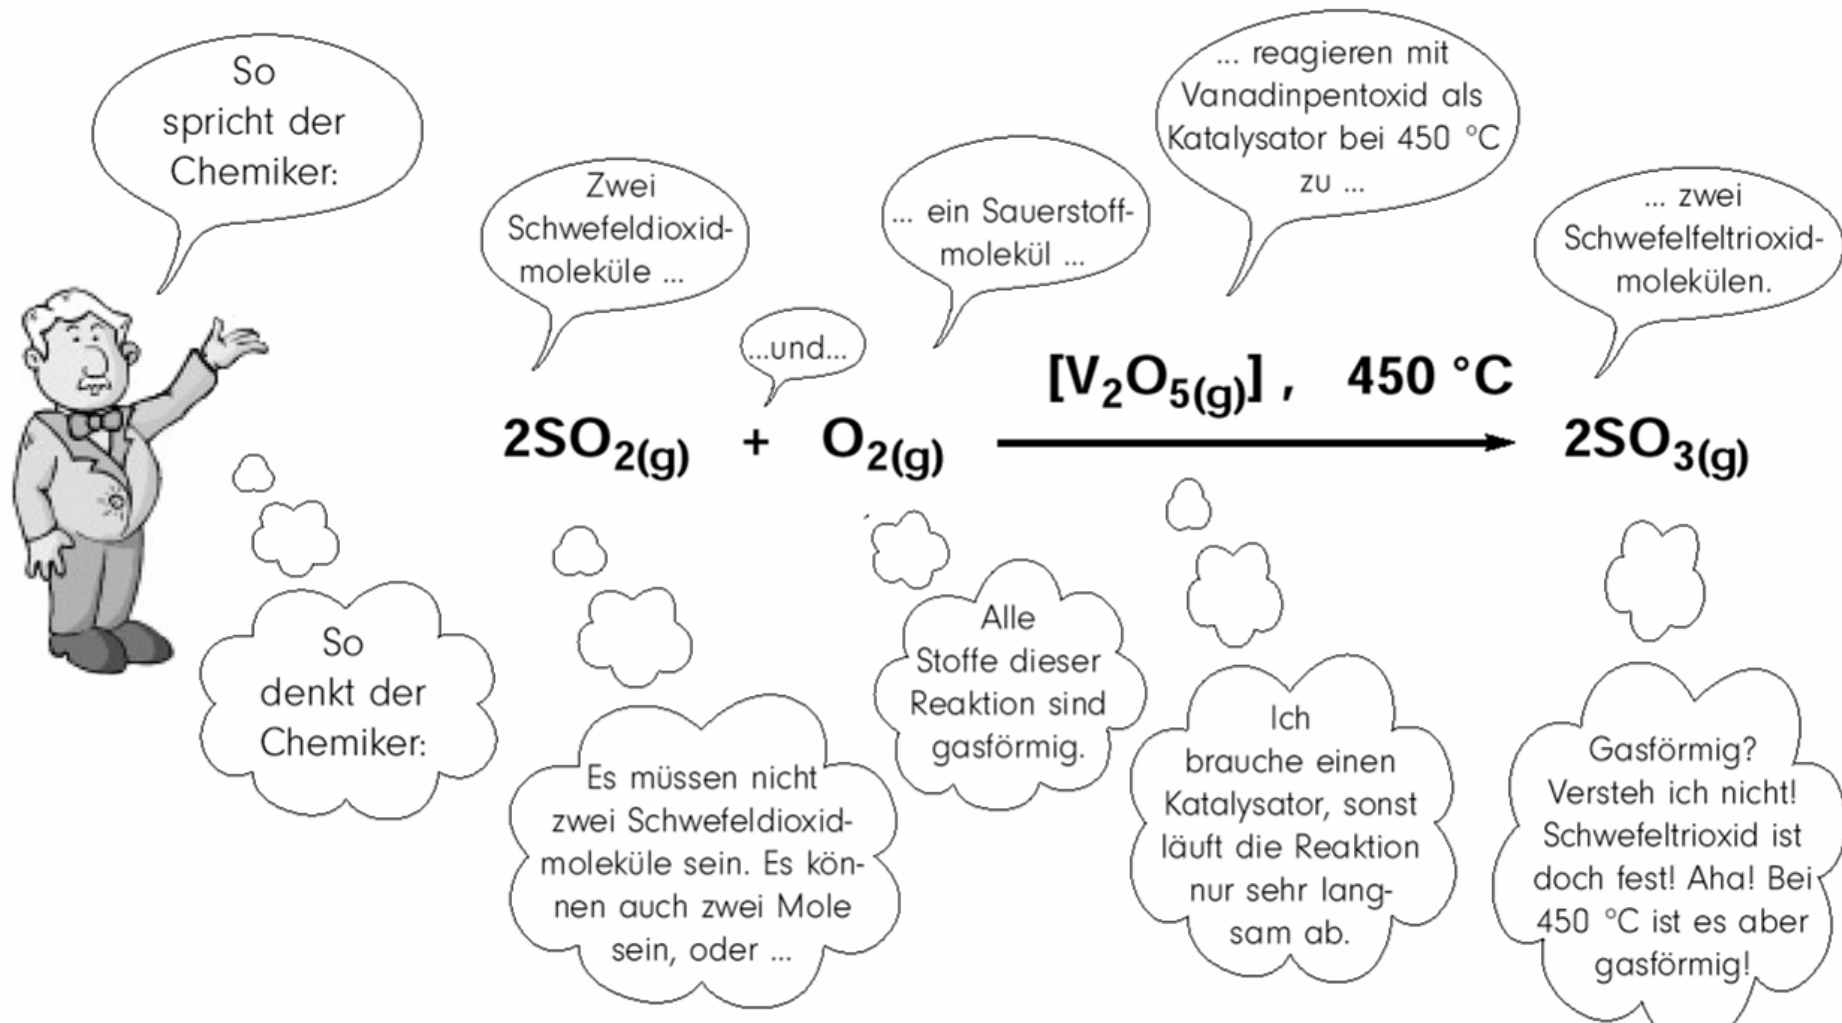 So
spricht der
Chemiker:
Zwei
Schwefeldioxid-
moleküle ...
...und...
... ein Sauerstoff-
molekül ...
... reagieren mit
Vanadinpentoxid als
Katalysator bei 450 °C
zu ...
... zwei
Schwefelfeltrioxid-
molekülen.
[V₂O₅(g)] , 450 °C
2SO₂(g) + O₂(g) → 2SO₃(g)
So
denkt der
Chemiker:
Es müssen nicht
zwei Schwefeldioxid-
moleküle sein. Es kön-
nen auch zwei Mole
sein, oder ...
Alle
Stoffe dieser
Reaktion sind
gasförmig.
Ich
brauche einen
Katalysator, sonst
läuft die Reaktion
nur sehr lang-
sam ab.
Gasförmig?
Versteh ich nicht!
Schwefeltrioxid ist
doch fest! Aha! Bei
450 °C ist es aber
gasförmig!